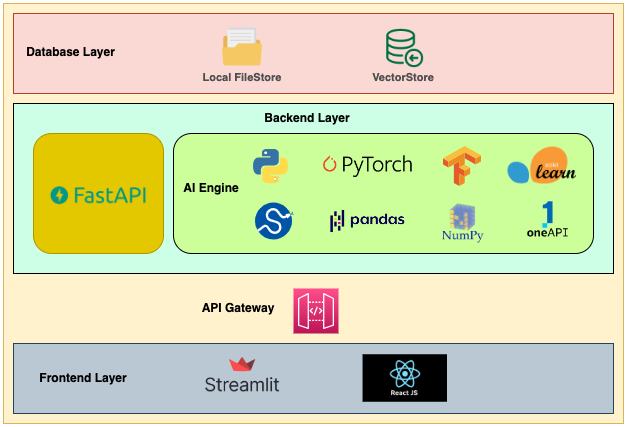 Database Layer
Local FileStore
VectorStore
Backend Layer
FastAPI
AI Engine
PyTorch
scikit
learn
pandas
NumPy
1
oneAPI
API Gateway
</>
Frontend Layer
Streamlit
React JS